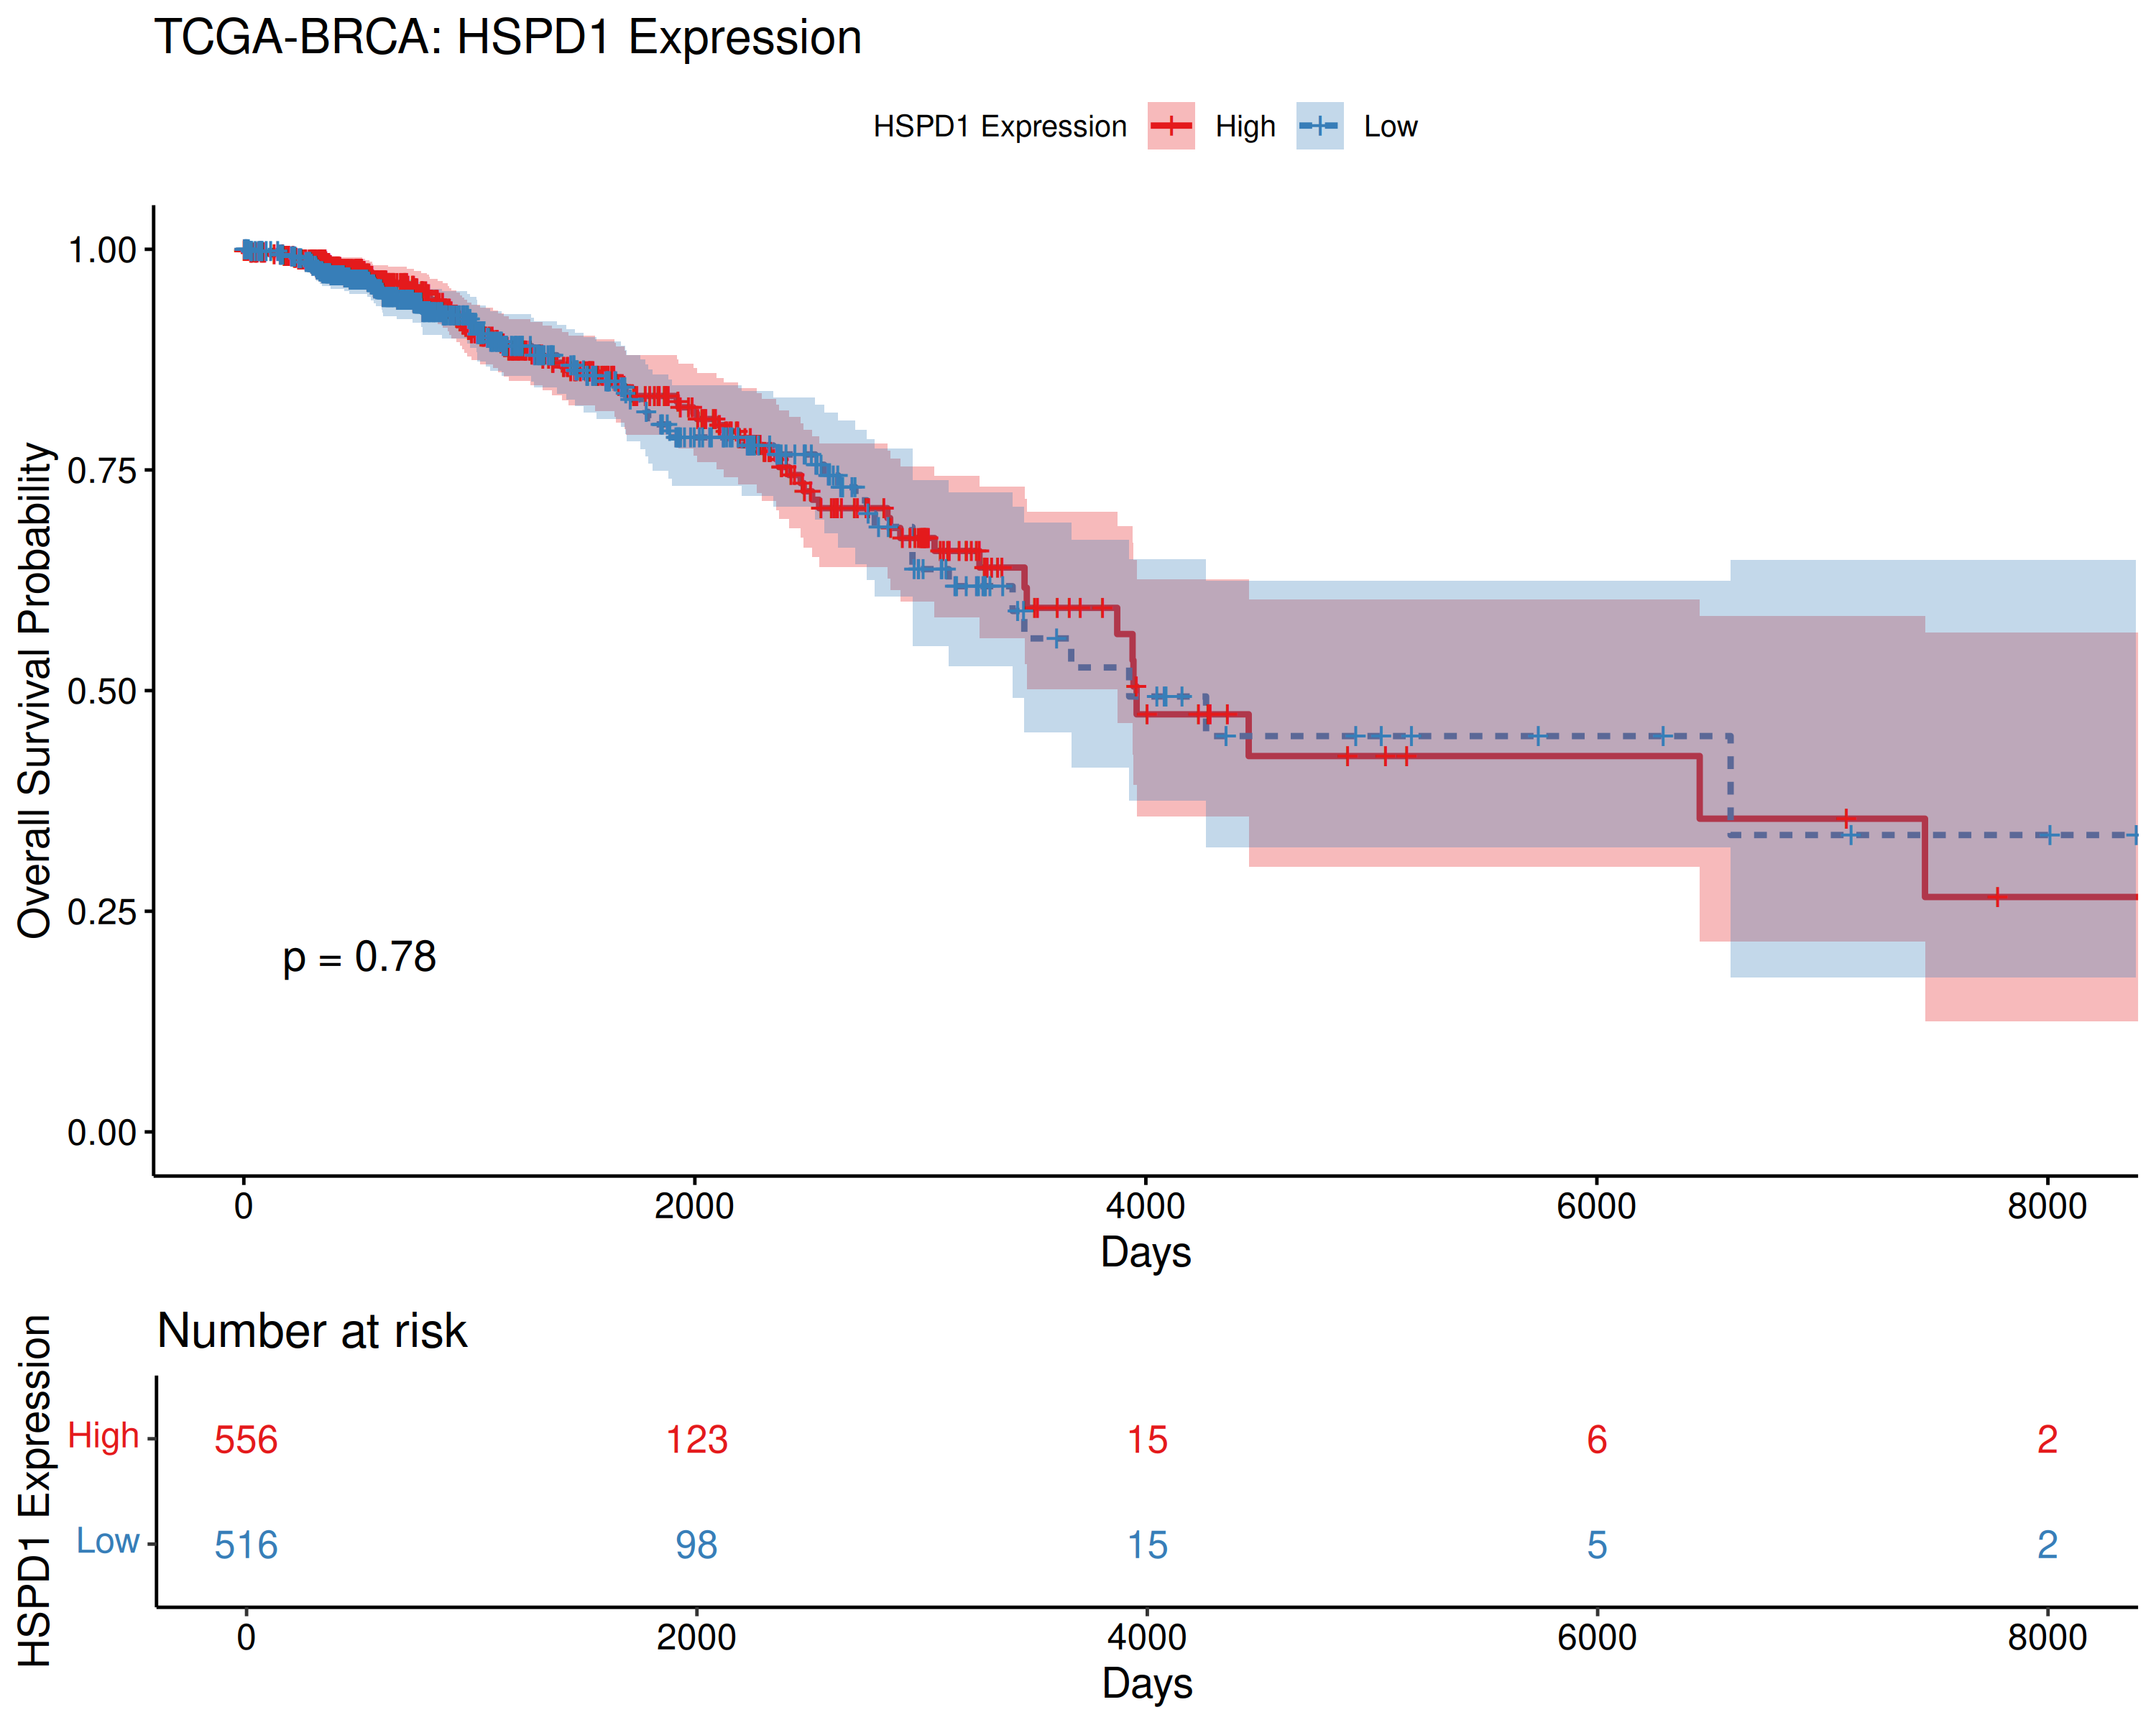 TCGA-BRCA: HSPD1 Expression
HSPD1 Expression High Low
Overall Survival Probability
1.00
0.75
0.50
0.25
0.00
p = 0.78
0 2000 4000 6000 8000
Days
Number at risk
HSPD1 Expression
High 556 123 15 6 2
Low 516 98 15 5 2
0 2000 4000 6000 8000
Days